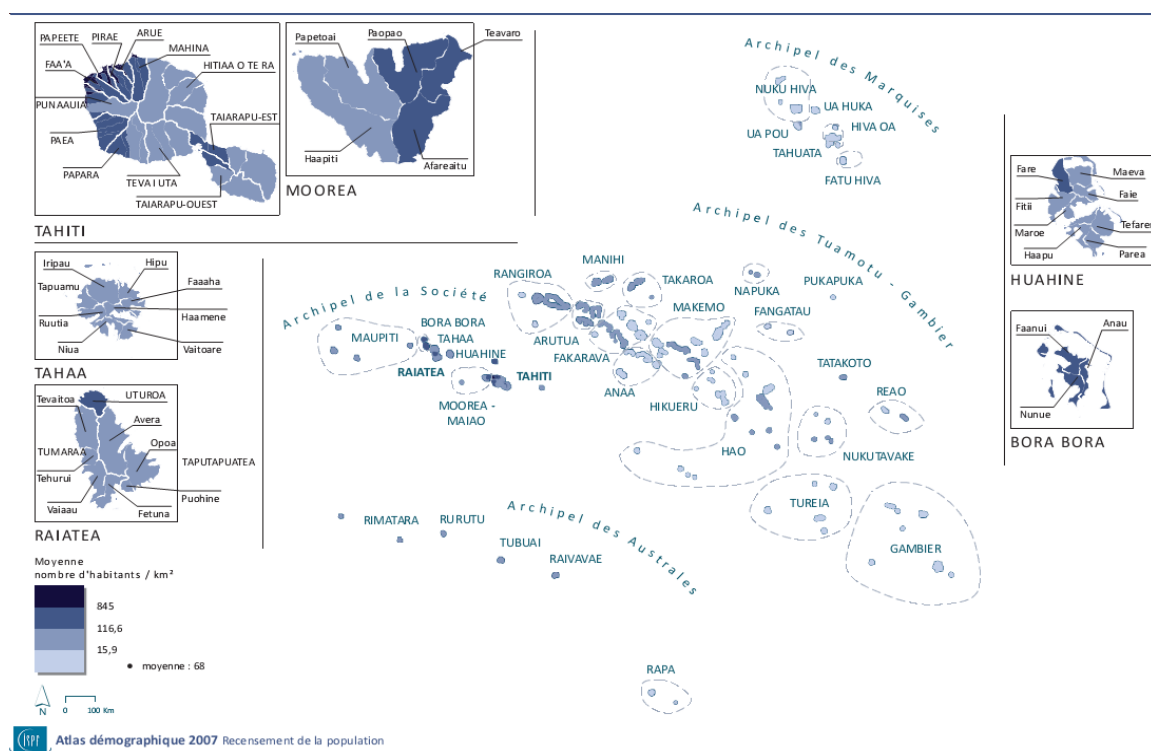 ARUE
PIRAE
PAPEETE
MAHINA
FAA'A
HITIAA O TE RA
PUNAAUIA
TAIARAPU-EST
PAEA
PAPARA
TEVA I UTA
TAIARAPU-OUEST
TAHITI
Papetoai
Paopao
Teavaro
Haapiti
Afareaitu
MOOREA
Iripau
Hipu
Tapuamu
Faaaha
Ruutia
Haamene
Niua
Vaitoare
TAHAA
Tevaitoa
UTUROA
Avera
Opoa
TUMARAA
TAPUTAPUATEA
Tehurui
Puohine
Vaiaau
Fetuna
RAIATEA
Archipel des Marquises
NUKU HIVA
UA HUKA
UA POU
HIVA OA
TAHUATA
FATU HIVA
Archipel des Tuamotu - Gambier
MANIHI
RANGIROA
TAKAROA
NAPUKA
PUKAPUKA
MAKEMO
FANGATAU
ARUTUA
FAKARAVA
TATAKOTO
ANAA
HIKUERU
REAO
HAO
NUKUTAVAKE
TUREIA
GAMBIER
Archipel de la Société
BORA BORA
MAUPITI
TAHAA
HUAHINE
RAIATEA
TAHITI
MOOREA -
MAIAO
Archipel des Australes
RIMATARA
RURUTU
TUBUAI
RAIVAVAE
RAPA
Fare
Maeva
Fitii
Faie
Maroe
Tefarer
Haapu
Parea
HUAHINE
Faanui
Anau
Nunue
BORA BORA
Moyenne
nombre d'habitants / km²
845
116,6
15,9
moyenne : 68
N
0 100 Km
ISPF Atlas démographique 2007 Recensement de la population